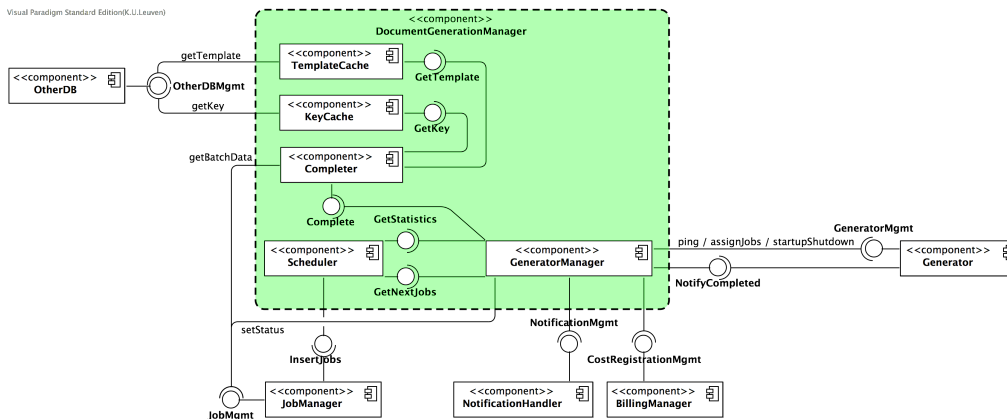 Visual Paradigm Standard Edition(K.U.Leuven)
<<component>>
DocumentGenerationManager
getTemplate
<<component>>
TemplateCache
GetTemplate
<<component>>
OtherDB
OtherDBMgmt
getKey
<<component>>
KeyCache
GetKey
getBatchData
<<component>>
Completer
Complete
GetStatistics
<<component>>
Scheduler
GetNextJobs
<<component>>
GeneratorManager
ping / assignJobs / startupShutdown
GeneratorMgmt
<<component>>
Generator
NotifyCompleted
setStatus
InsertJobs
NotificationMgmt
CostRegistrationMgmt
JobMgmt
<<component>>
JobManager
<<component>>
NotificationHandler
<<component>>
BillingManager